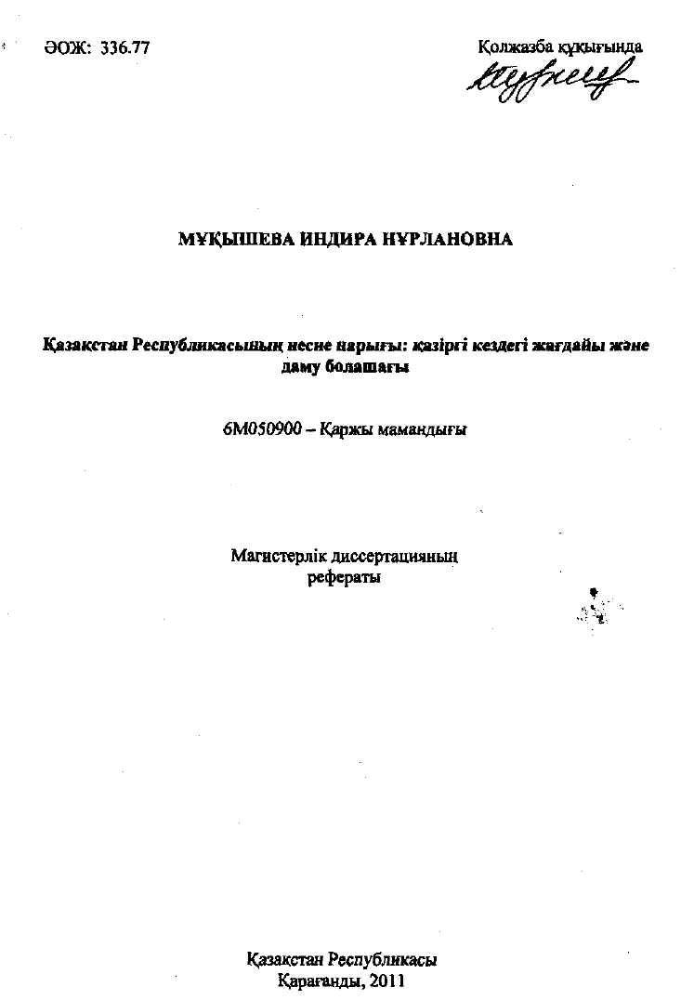 ӘОЖ: 336.77
Қолжазба құқығында
МҰҚЫШЕВА ИНДИРА НҰРЛАНОВНА
Қазақстан Республикасының несие нарығы: қазіргі кездегі жағдайы және
даму болашағы
6М050900 – Қаржы мамандығы
Магистерлік диссертацияның
рефераты
Қазақстан Республикасы
Қарағанды, 2011